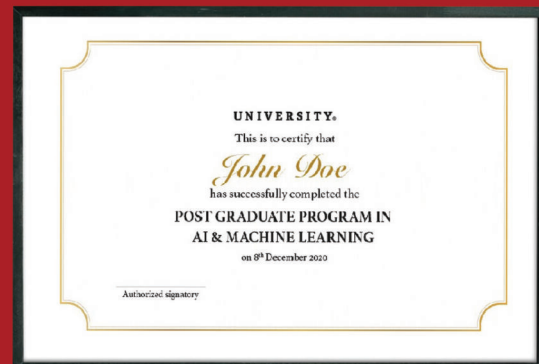 UNIVERSITY®
This is to certify that
John Doe
has successfully completed the
POST GRADUATE PROGRAM IN
AI & MACHINE LEARNING
on 8th December 2020
Authorized signatory